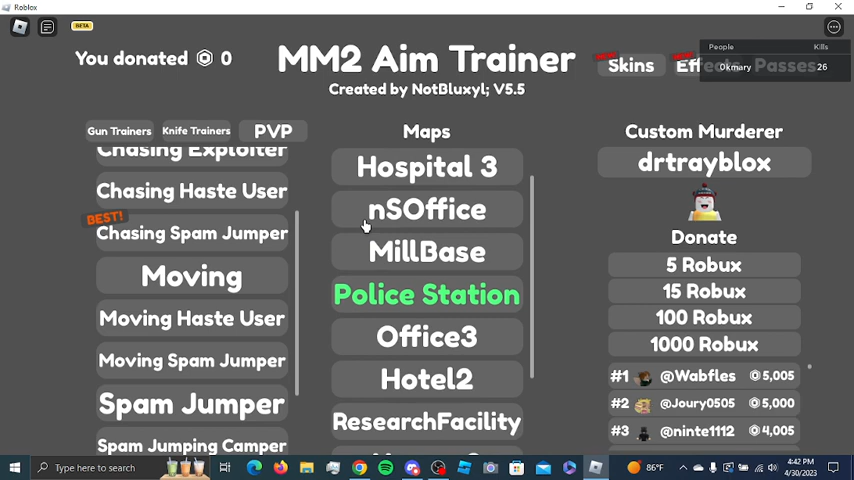 Roblox
BETA
You donated 0
MM2 Aim Trainer
Created by NotBluxyl; V5.5
Skins
Effects
Passes
People Kills
0kmary 26
Gun Trainers
Knife Trainers
PVP
Chasing Exploiter
Chasing Haste User
BEST!
Chasing Spam Jumper
Moving
Moving Haste User
Moving Spam Jumper
Spam Jumper
Spam Jumping Camper
Maps
Hospital 3
nSOffice
MillBase
Police Station
Office3
Hotel2
ResearchFacility
Custom Murderer
drtrayblox
Donate
5 Robux
15 Robux
100 Robux
1000 Robux
#1 @Wabfles 5,005
#2 @Joury0505 5,000
#3 @ninte1112 4,005
Type here to search
86°F
4:42 PM
4/30/2023